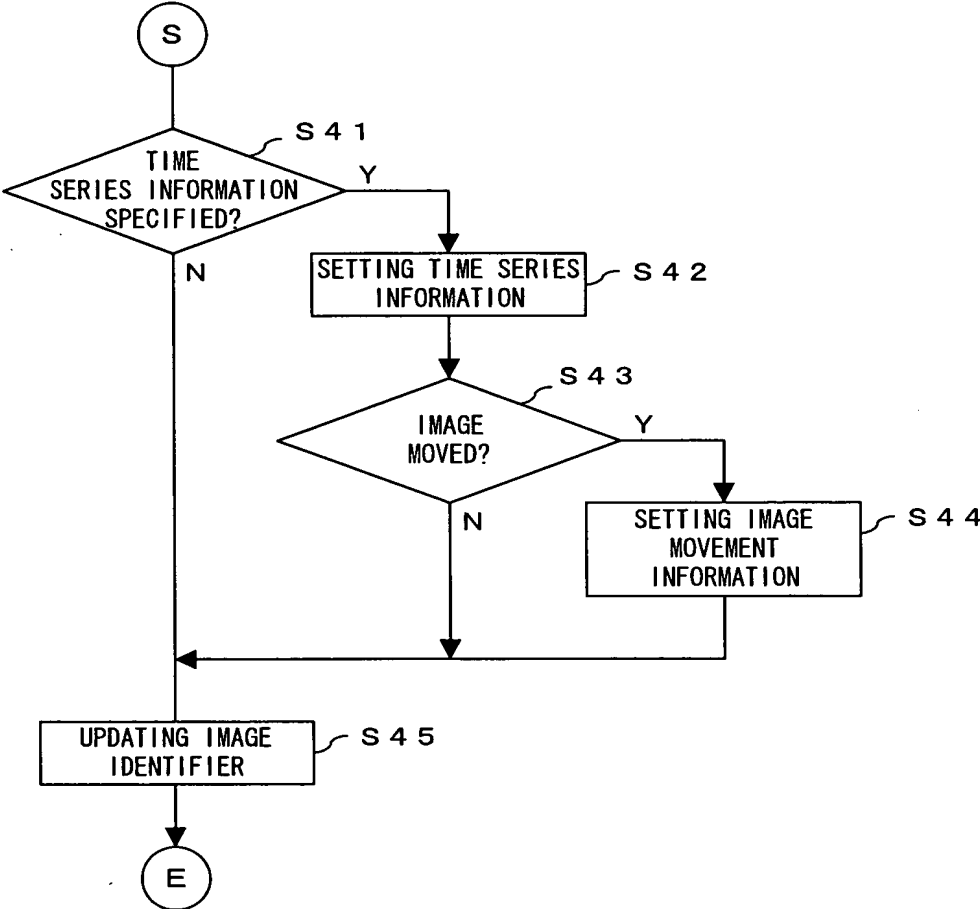 S
S41
TIME
SERIES INFORMATION
SPECIFIED?
Y
N
SETTING TIME SERIES
INFORMATION
S42
S43
IMAGE
MOVED?
Y
N
SETTING IMAGE
MOVEMENT
INFORMATION
S44
UPDATING IMAGE
IDENTIFIER
S45
E